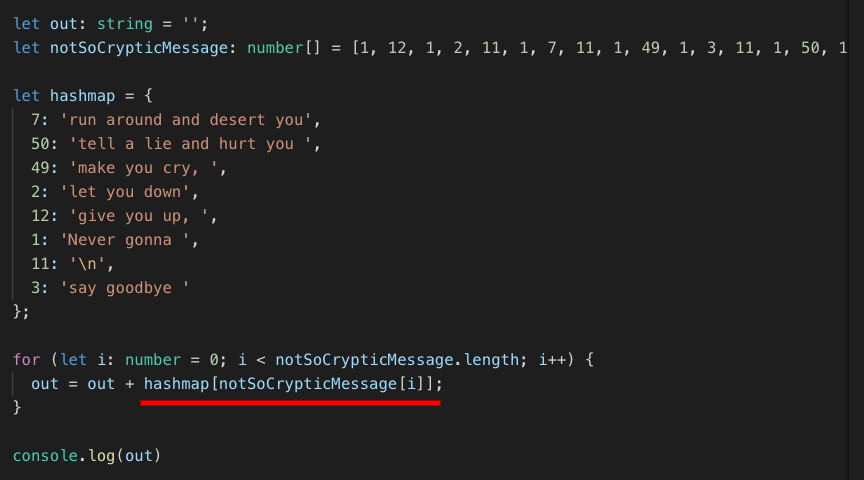 let out: string = '';
let notSoCrypticMessage: number[] = [1, 12, 1, 2, 11, 1, 7, 11, 1, 49, 1, 3, 11, 1, 50, 1
let hashmap = {
7: 'run around and desert you',
50: 'tell a lie and hurt you ',
49: 'make you cry, ',
2: 'let you down',
12: 'give you up, ',
1: 'Never gonna ',
11: '\n',
3: 'say goodbye '
};
for (let i: number = 0; i < notSoCrypticMessage.length; i++) {
out = out + hashmap[notSoCrypticMessage[i]];
}
console.log(out)